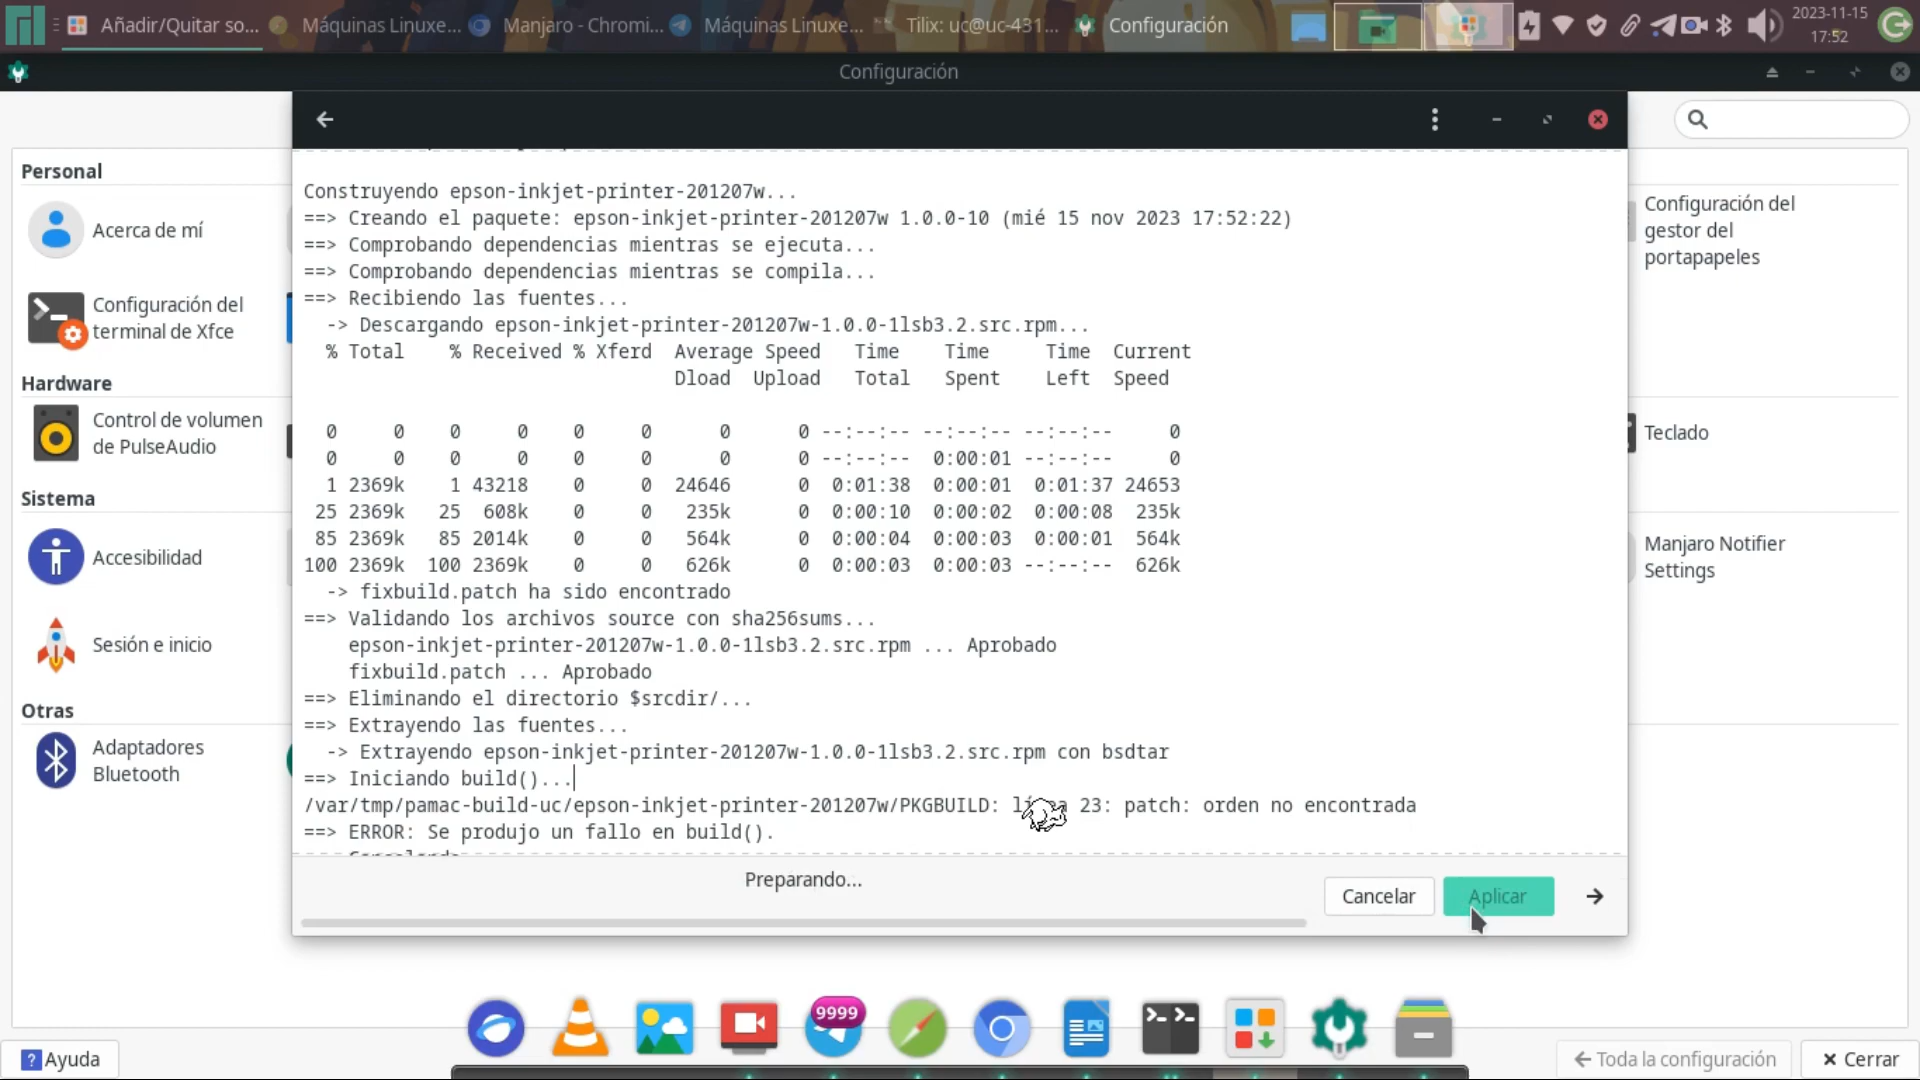 Añadir/Quitar so...
Máquinas Linuxe...
Manjaro - Chromi...
Máquinas Linuxe...
Tilix: uc@uc-431...
Configuración
2023-11-15
17:52
Configuración
Personal
Acerca de mí
Configuración del
terminal de Xfce
Hardware
Control de volumen
de PulseAudio
Sistema
Accesibilidad
Sesión e inicio
Otras
Adaptadores
Bluetooth
Construyendo epson-inkjet-printer-201207w...
==> Creando el paquete: epson-inkjet-printer-201207w 1.0.0-10 (mié 15 nov 2023 17:52:22)
==> Comprobando dependencias mientras se ejecuta...
==> Comprobando dependencias mientras se compila...
==> Recibiendo las fuentes...
-> Descargando epson-inkjet-printer-201207w-1.0.0-1lsb3.2.src.rpm...
% Total % Received % Xferd Average Speed Time Time Time Current
Dload Upload Total Spent Left Speed
0 0 0 0 0 0 0 0 --:--:-- --:--:-- --:--:-- 0
0 0 0 0 0 0 0 0 --:--:-- 0:00:01 --:--:-- 0
1 2369k 1 43218 0 0 24646 0 0:01:38 0:00:01 0:01:37 24653
25 2369k 25 608k 0 0 235k 0 0:00:10 0:00:02 0:00:08 235k
85 2369k 85 2014k 0 0 564k 0 0:00:04 0:00:03 0:00:01 564k
100 2369k 100 2369k 0 0 626k 0 0:00:03 0:00:03 --:--:-- 626k
-> fixbuild.patch ha sido encontrado
==> Validando los archivos source con sha256sums...
epson-inkjet-printer-201207w-1.0.0-1lsb3.2.src.rpm ... Aprobado
fixbuild.patch ... Aprobado
==> Eliminando el directorio $srcdir/...
==> Extrayendo las fuentes...
-> Extrayendo epson-inkjet-printer-201207w-1.0.0-1lsb3.2.src.rpm con bsdtar
==> Iniciando build()...
/var/tmp/pamac-build-uc/epson-inkjet-printer-201207w/PKGBUILD: línea 23: patch: orden no encontrada
==> ERROR: Se produjo un fallo en build().
Preparando...
Cancelar
Aplicar
Configuración del
gestor del
portapapeles
Teclado
Manjaro Notifier
Settings
9999
Ayuda
Toda la configuración
Cerrar